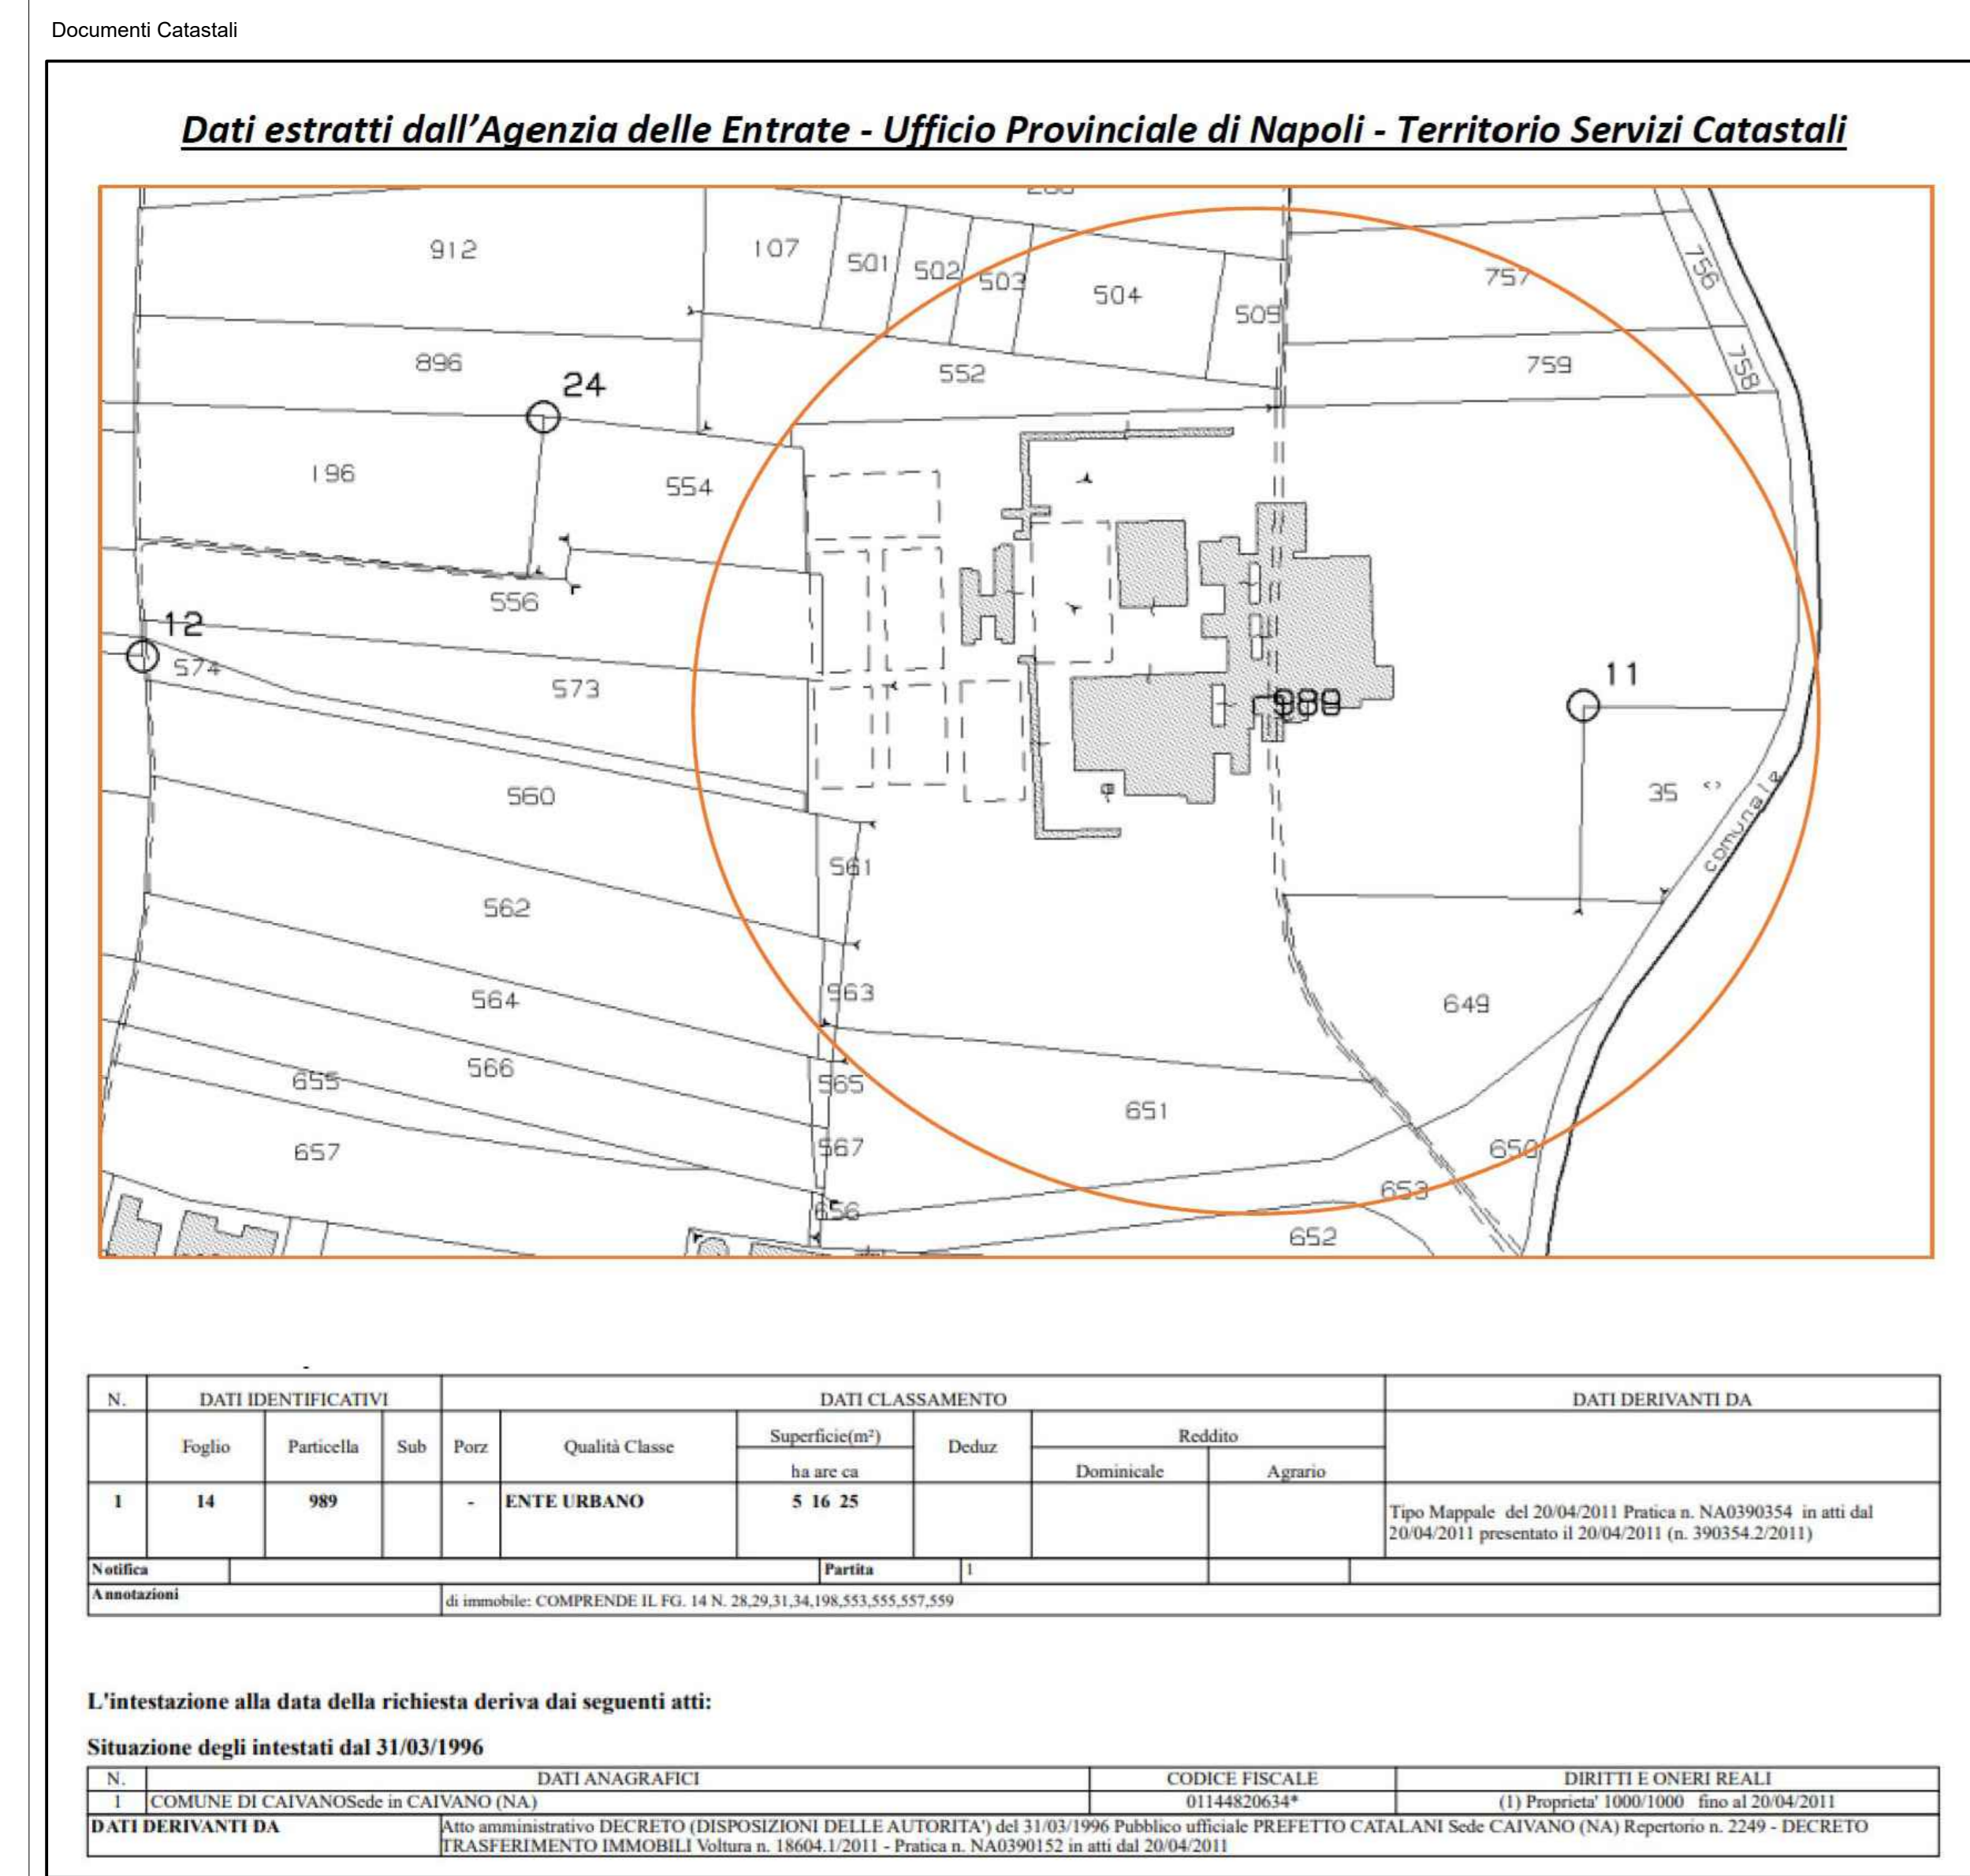 Documenti Catastali
Dati estratti dall'Agenzia delle Entrate - Ufficio Provinciale di Napoli - Territorio Servizi Catastali
912
107
501
502
503
504
505
757
756
896
24
552
759
758
196
554
556
12
574
573
989
11
560
35
comunale
561
562
563
564
649
566
565
655
651
657
567
650
653
656
652
N. DATI IDENTIFICATIVI DATI CLASSAMENTO DATI DERIVANTI DA
Foglio Particella Sub Porz Qualità Classe Superficie(m²) Deduz Reddito
ha are ca Dominicale Agrario
1 14 989 - ENTE URBANO 5 16 25
Tipo Mappale del 20/04/2011 Pratica n. NA0390354 in atti dal
20/04/2011 presentato il 20/04/2011 (n. 390354.2/2011)
Notifica Partita 1
Annotazioni di immobile: COMPRENDE IL FG. 14 N. 28,29,31,34,198,553,555,557,559
L'intestazione alla data della richiesta deriva dai seguenti atti:
Situazione degli intestati dal 31/03/1996
N. DATI ANAGRAFICI CODICE FISCALE DIRITTI E ONERI REALI
1 COMUNE DI CAIVANOSede in CAIVANO (NA) 01144820634* (1) Proprieta' 1000/1000 fino al 20/04/2011
DATI DERIVANTI DA Atto amministrativo DECRETO (DISPOSIZIONI DELLE AUTORITA') del 31/03/1996 Pubblico ufficiale PREFETTO CATALANI Sede CAIVANO (NA) Repertorio n. 2249 - DECRETO
TRASFERIMENTO IMMOBILI Voltura n. 18604.1/2011 - Pratica n. NA0390152 in atti dal 20/04/2011